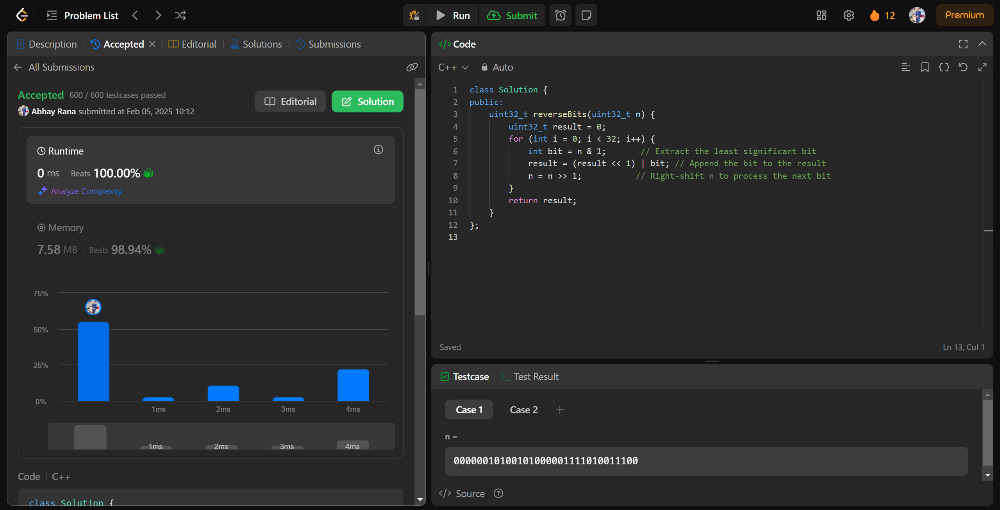 Problem List
Run
Submit
12
Premium
Description
Accepted
Editorial
Solutions
Submissions
All Submissions
Accepted 600 / 600 testcases passed
Abhay Rana submitted at Feb 05, 2025 10:12
Editorial
Solution
Runtime
0 ms Beats 100.00%
Analyze Complexity
Memory
7.58 MB Beats 98.94%
75%
50%
25%
0%
1ms 2ms 3ms 4ms
1ms 2ms 3ms 4ms
Code C++
class Solution {
</> Code
C++ Auto
1 class Solution {
2 public:
3 uint32_t reverseBits(uint32_t n) {
4 uint32_t result = 0;
5 for (int i = 0; i < 32; i++) {
6 int bit = n & 1; // Extract the least significant bit
7 result = (result << 1) | bit; // Append the bit to the result
8 n = n >> 1; // Right-shift n to process the next bit
9 }
10 return result;
11 }
12 };
13
Saved
Ln 13, Col 1
Testcase
Test Result
Case 1
Case 2
n =
00000010100101000001111010011100
</> Source